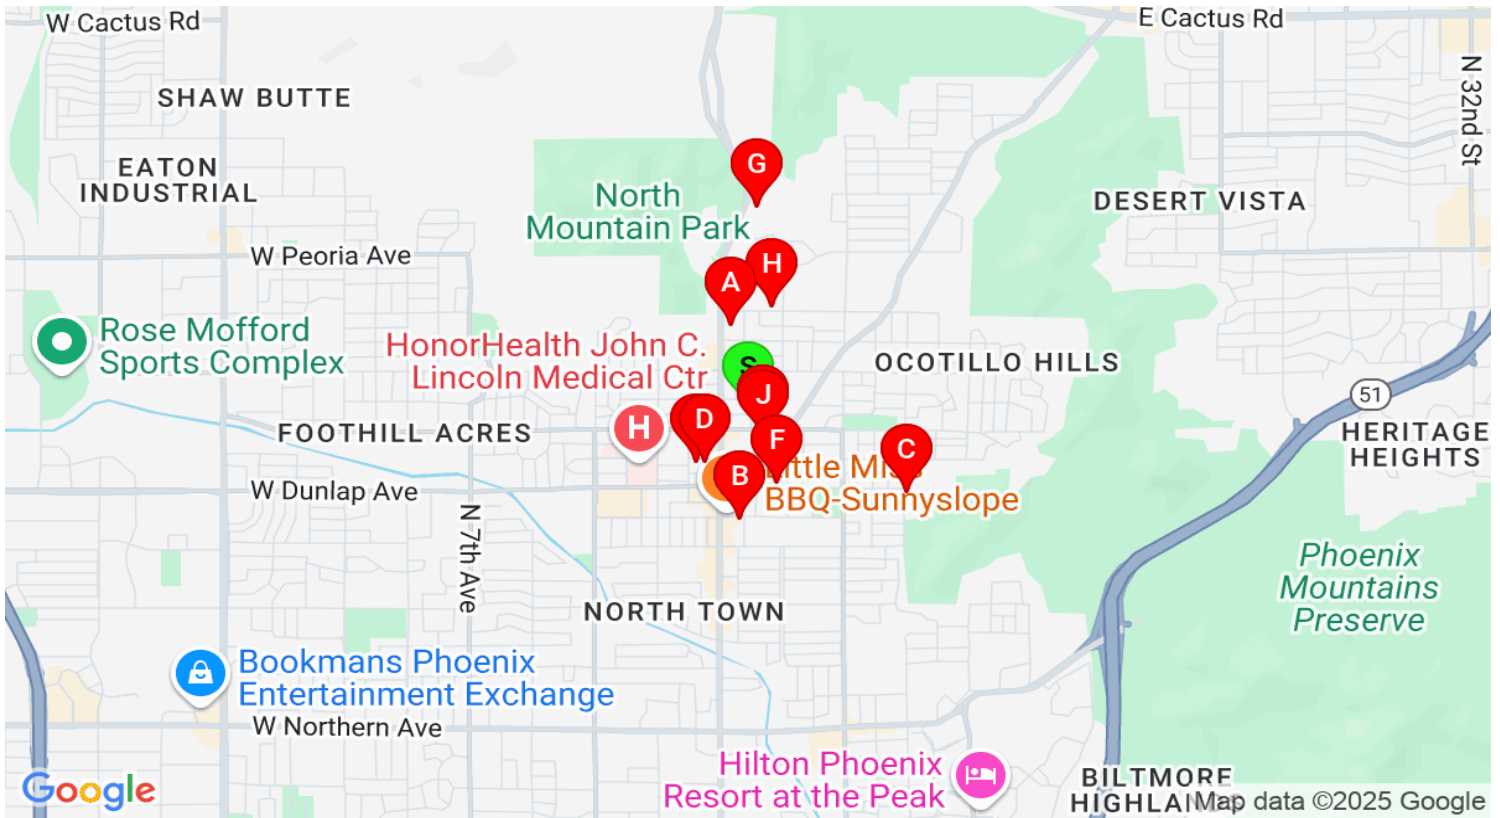 W Cactus Rd
E Cactus Rd
N 32nd St
SHAW BUTTE
EATON
INDUSTRIAL
G
North
Mountain Park
DESERT VISTA
W Peoria Ave
H
A
Rose Mofford
Sports Complex
HonorHealth John C.
Lincoln Medical Ctr
S
OCOTILLO HILLS
J
51
D
H
FOOTHILL ACRES
F
C
HERITAGE
HEIGHTS
B
Little Miss
BBQ-Sunnyslope
W Dunlap Ave
N 7th Ave
Phoenix
Mountains
Preserve
NORTH TOWN
Bookmans Phoenix
Entertainment Exchange
W Northern Ave
Hilton Phoenix
Resort at the Peak
BILTMORE
HIGHLANDS
Google
Map data ©2025 Google